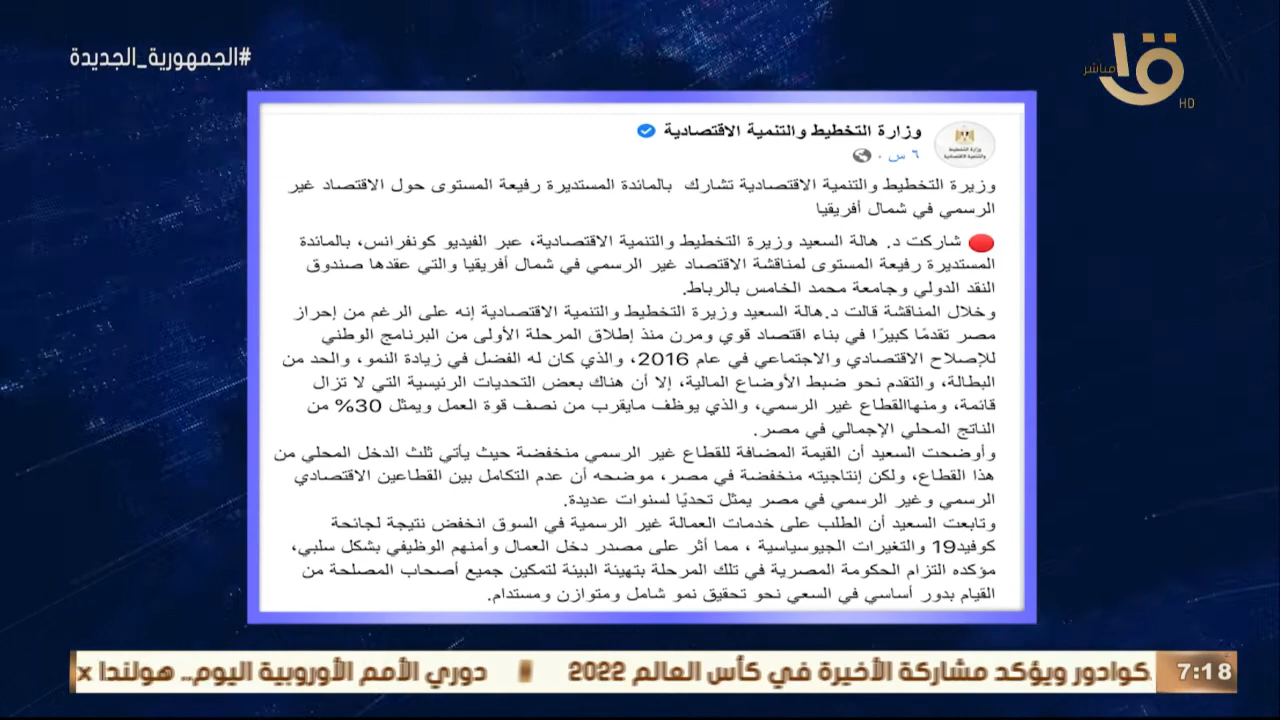 #الجمهورية_الجديدة
مباشر
HD
وزارة التخطيط والتنمية الاقتصادية
٦ س ·
وزيرة التخطيط والتنمية الاقتصادية تشارك بالمائدة المستديرة رفيعة المستوى حول الاقتصاد غير
الرسمي في شمال أفريقيا
شاركت د. هالة السعيد وزيرة التخطيط والتنمية الاقتصادية، عبر الفيديو كونفرانس، بالمائدة
المستديرة رفيعة المستوى لمناقشة الاقتصاد غير الرسمي في شمال أفريقيا والتي عقدها صندوق
النقد الدولي وجامعة محمد الخامس بالرباط.
وخلال المناقشة قالت د.هالة السعيد وزيرة التخطيط والتنمية الاقتصادية إنه على الرغم من إحراز
مصر تقدمًا كبيرًا في بناء اقتصاد قوي ومرن منذ إطلاق المرحلة الأولى من البرنامج الوطني
للإصلاح الاقتصادي والاجتماعي في عام 2016، والذي كان له الفضل في زيادة النمو، والحد من
البطالة، والتقدم نحو ضبط الأوضاع المالية، إلا أن هناك بعض التحديات الرئيسية التي لا تزال
قائمة، ومنهاالقطاع غير الرسمي، والذي يوظف مايقرب من نصف قوة العمل ويمثل 30% من
الناتج المحلي الإجمالي في مصر.
وأوضحت السعيد أن القيمة المضافة للقطاع غير الرسمي منخفضة حيث يأتي ثلث الدخل المحلي من
هذا القطاع، ولكن إنتاجيته منخفضة في مصر، موضحه أن عدم التكامل بين القطاعين الاقتصادي
الرسمي وغير الرسمي في مصر يمثل تحديًا لسنوات عديدة.
وتابعت السعيد أن الطلب على خدمات العمالة غير الرسمية في السوق انخفض نتيجة لجائحة
كوفيد19 والتغيرات الجيوسياسية ، مما أثر على مصدر دخل العمال وأمنهم الوظيفي بشكل سلبي،
مؤكده التزام الحكومة المصرية في تلك المرحلة بتهيئة البيئة لتمكين جميع أصحاب المصلحة من
القيام بدور أساسي في السعي نحو تحقيق نمو شامل ومتوازن ومستدام.
7:18 كوادور ويؤكد مشاركة الأخيرة في كأس العالم 2022 دوري الأمم الأوروبية اليوم.. هولندا x